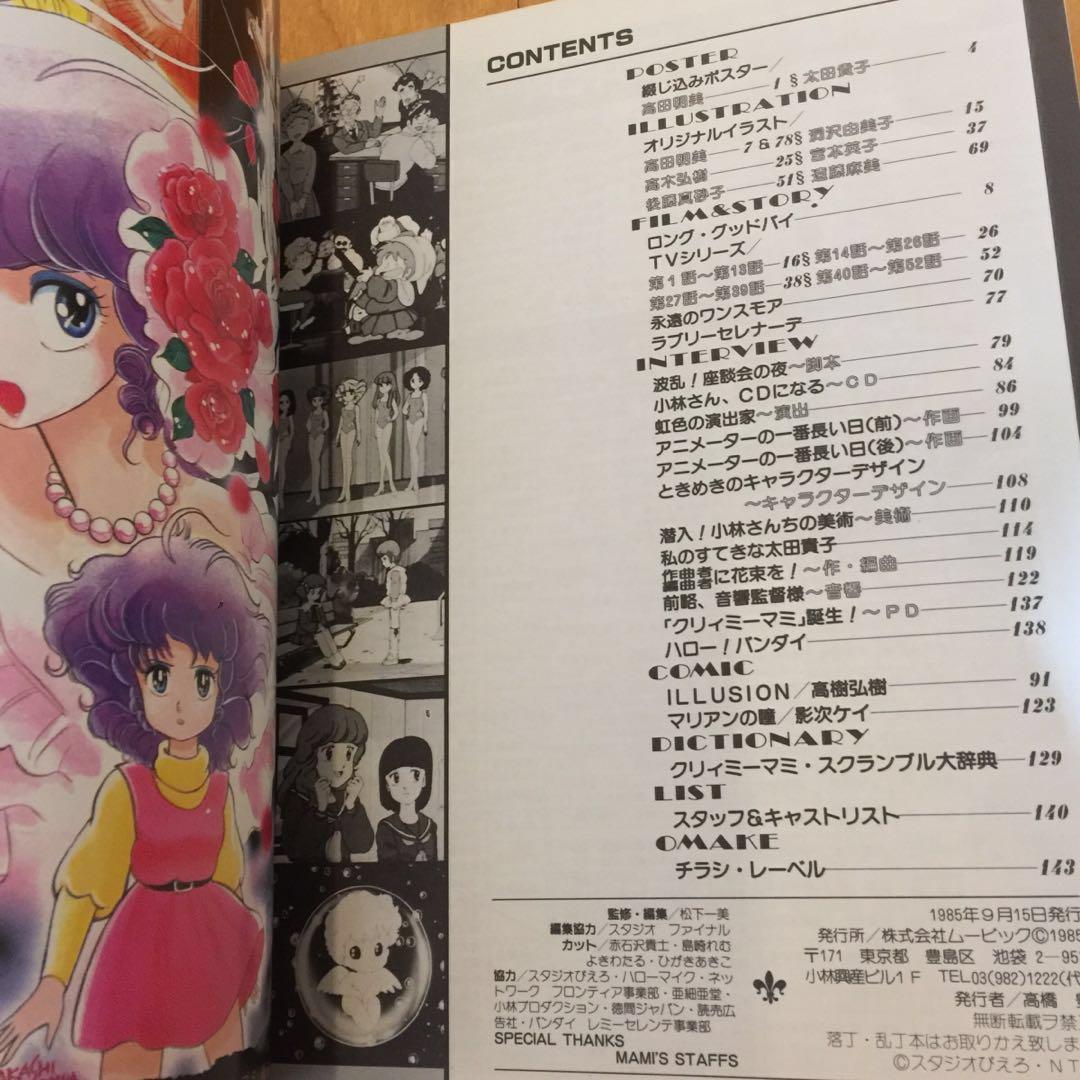 CONTENTS
POSTER
綴じ込みポスター／
高田明美――1§太田貴子――4
ILLUSTRATION
オリジナルイラスト／
高田明美――7&78§渡沢由美子――15
高木弘樹――25§宮本英子――37
後藤真砂子――51§遠藤麻美――69
FILM&STORY
ロング・グッドバイ――8
TVシリーズ／
第1話～第13話――16§第14話～第26話――26
第27話～第39話――38§第40話～第52話――52
永遠のワンスモア――70
ラブリーセレナーデ――77
INTERVIEW
波乱！座談会の夜～脚本――79
小林さん、CDになる～CD――84
虹色の演出家～演出――86
アニメーターの一番長い日(前)～作画――99
アニメーターの一番長い日(後)～作画――104
ときめきのキャラクターデザイン
～キャラクターデザイン――108
潜入！小林さんちの美術～美術――110
私のすてきな太田貴子――114
作曲者編曲者に花束を！～作・編曲――119
前略、音響監督様～音響――122
「クリィミーマミ」誕生！～PD――137
ハロー！バンダイ――138
COMIC
ILLUSION／高樹弘樹――91
マリアンの瞳／影次ケイ――123
DICTIONARY
クリィミーマミ・スクランブル大辞典――129
LIST
スタッフ&キャストリスト――140
OMAKE
チラシ・レーベル――143
監修・編集／松下一美
編集協力／スタジオ ファイナル
カット／赤石沢貴士・島崎れむ
よきわたる・ひがきあきこ
協力／スタジオぴえろ・ハローマイク・ネッ
トワーク フロンティア事業部・亜細亜堂・
小林プロダクション・徳間ジャパン・読売広
告社・バンダイ レミーセレンテ事業部
SPECIAL THANKS
MAMI'S STAFFS
1985年9月15日発行
発行所／株式会社ムービック©1985
〒171 東京都 豊島区 池袋 2—951
小林興産ビル1F TEL03(982)1222(代
発行者／高橋
無断転載ヲ禁
落丁・乱丁本はお取りかえ致しま
©スタジオぴえろ・NT